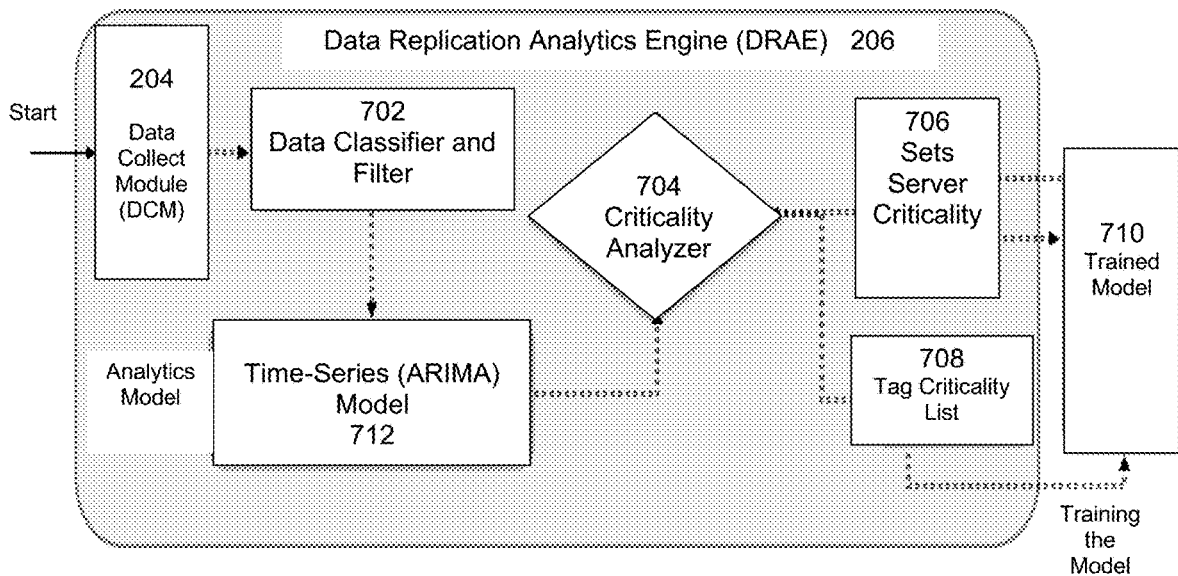 Data Replication Analytics Engine (DRAE) 206
Start
204
Data
Collect
Module
(DCM)
702
Data Classifier and
Filter
704
Criticality
Analyzer
706
Sets
Server
Criticality
710
Trained
Model
Analytics
Model
Time-Series (ARIMA)
Model
712
708
Tag Criticality
List
Training
the
Model